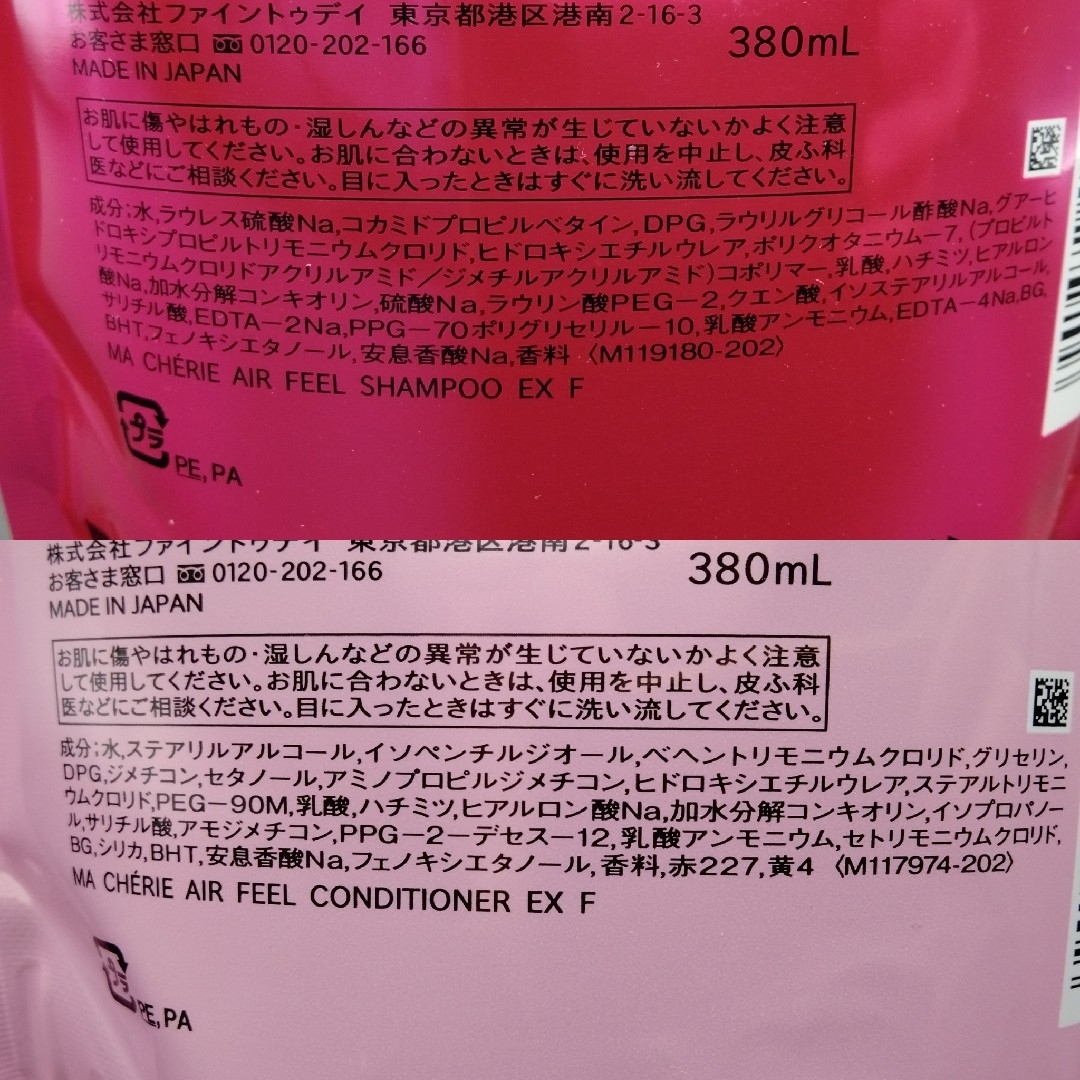 株式会社ファイントゥデイ 東京都港区港南2-16-3
お客さま窓口 0120-202-166
380mL
MADE IN JAPAN
お肌に傷やはれもの・湿しんなどの異常が生じていないかよく注意
して使用してください。お肌に合わないときは、使用を中止し、皮ふ科
医などにご相談ください。目に入ったときはすぐに洗い流してください。
成分:水,ラウレス硫酸Na,コカミドプロピルベタイン,DPG,ラウリルグリコール酢酸Na,グアーヒ
ドロキシプロピルトリモニウムクロリド,ヒドロキシエチルウレア,ポリクオタニウム－7,(プロピルト
リモニウムクロリドアクリルアミド／ジメチルアクリルアミド)コポリマー,乳酸,ハチミツ,ヒアルロン
酸Na,加水分解コンキオリン,硫酸Na,ラウリン酸PEG－2,クエン酸,イソステアリルアルコール,
サリチル酸,EDTA－2Na,PPG－70ポリグリセリル－10,乳酸アンモニウム,EDTA－4Na,BG,
BHT,フェノキシエタノール,安息香酸Na,香料〈M119180-202〉
MA CHÉRIE AIR FEEL SHAMPOO EX F
プラ
PE,PA
株式会社ファイントゥデイ 東京都港区港南2-16-3
お客さま窓口 0120-202-166
380mL
MADE IN JAPAN
お肌に傷やはれもの・湿しんなどの異常が生じていないかよく注意
して使用してください。お肌に合わないときは、使用を中止し、皮ふ科
医などにご相談ください。目に入ったときはすぐに洗い流してください。
成分:水,ステアリルアルコール,イソペンチルジオール,ベヘントリモニウムクロリド,グリセリン,
DPG,ジメチコン,セタノール,アミノプロピルジメチコン,ヒドロキシエチルウレア,ステアルトリモニ
ウムクロリド,PEG－90M,乳酸,ハチミツ,ヒアルロン酸Na,加水分解コンキオリン,イソプロパノー
ル,サリチル酸,アモジメチコン,PPG－2－デセス－12,乳酸アンモニウム,セトリモニウムクロリド,
BG,シリカ,BHT,安息香酸Na,フェノキシエタノール,香料,赤227,黄4〈M117974-202〉
MA CHÉRIE AIR FEEL CONDITIONER EX F
プラ
PE,PA